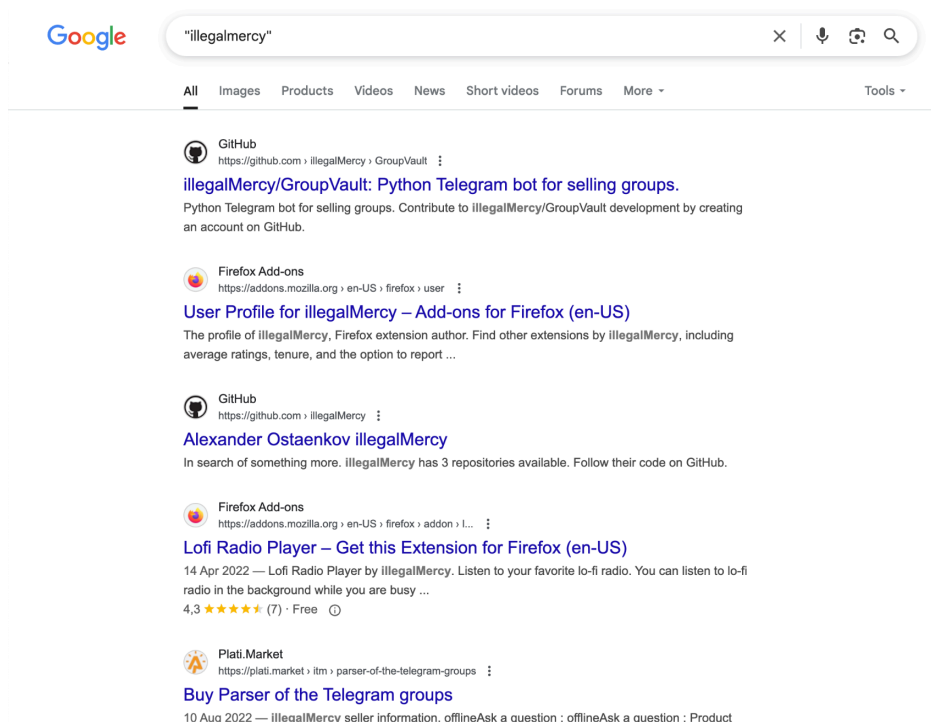 Google
"illegalmercy"
All Images Products Videos News Short videos Forums More Tools
GitHub
https://github.com › illegalMercy › GroupVault
illegalMercy/GroupVault: Python Telegram bot for selling groups.
Python Telegram bot for selling groups. Contribute to illegalMercy/GroupVault development by creating
an account on GitHub.
Firefox Add-ons
https://addons.mozilla.org › en-US › firefox › user
User Profile for illegalMercy – Add-ons for Firefox (en-US)
The profile of illegalMercy, Firefox extension author. Find other extensions by illegalMercy, including
average ratings, tenure, and the option to report ...
GitHub
https://github.com › illegalMercy
Alexander Ostaenkov illegalMercy
In search of something more. illegalMercy has 3 repositories available. Follow their code on GitHub.
Firefox Add-ons
https://addons.mozilla.org › en-US › firefox › addon › l...
Lofi Radio Player – Get this Extension for Firefox (en-US)
14 Apr 2022 — Lofi Radio Player by illegalMercy. Listen to your favorite lo-fi radio. You can listen to lo-fi
radio in the background while you are busy ...
4,3 (7) · Free
Plati.Market
https://plati.market › itm › parser-of-the-telegram-groups
Buy Parser of the Telegram groups
10 Aug 2022 — illegalMercy seller information. offlineAsk a question ; offlineAsk a question ; Product